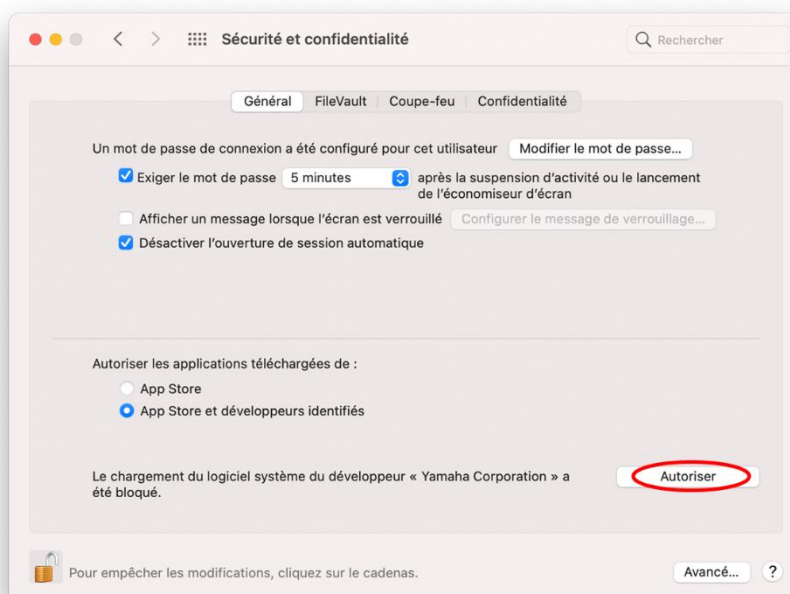 Sécurité et confidentialité
Rechercher
Général FileVault Coupe-feu Confidentialité
Un mot de passe de connexion a été configuré pour cet utilisateur Modifier le mot de passe...
Exiger le mot de passe 5 minutes après la suspension d'activité ou le lancement
de l'économiseur d'écran
Afficher un message lorsque l'écran est verrouillé Configurer le message de verrouillage...
Désactiver l'ouverture de session automatique
Autoriser les applications téléchargées de :
App Store
App Store et développeurs identifiés
Le chargement du logiciel système du développeur « Yamaha Corporation » a
été bloqué.
Autoriser
Pour empêcher les modifications, cliquez sur le cadenas.
Avancé... ?